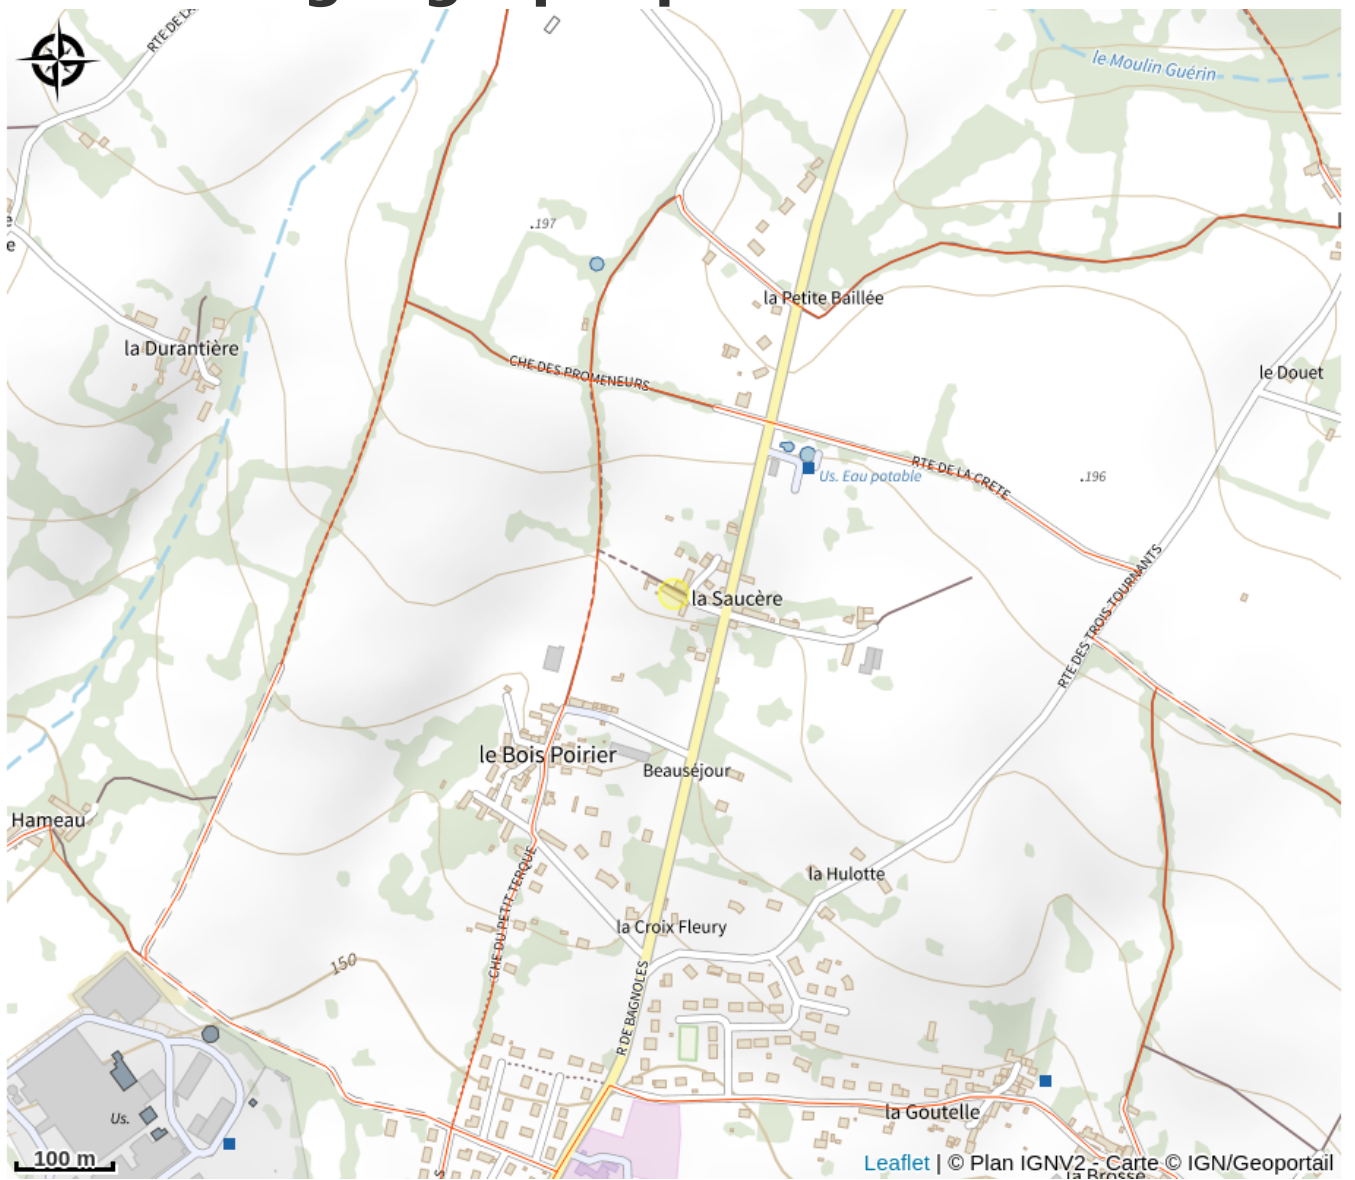 RTE DE LA
le Moulin Guérin
.197
la Petite Baillée
la Durantière
CHE DES PROMENEURS
le Douet
RTE DE LA CRETE
.196
Us. Eau potable
la Saucère
RTE DES TROIS TOURNANTS
le Bois Poirier
Beauséjour
Hameau
la Hulotte
CHE DU PETIT TERQUE
la Croix Fleury
150
R DE BAGNOLES
Us.
la Goutelle
100 m
Leaflet | © Plan IGNV2 - Carte © IGN/Geoportail
la Brosse